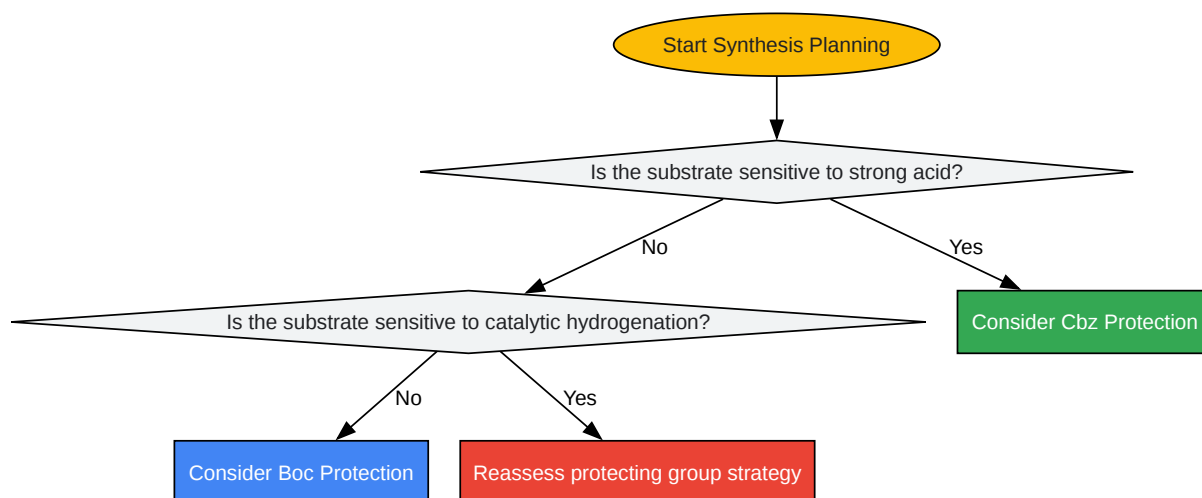 Start Synthesis Planning
Is the substrate sensitive to strong acid?
No
Yes
Is the substrate sensitive to catalytic hydrogenation?
Consider Cbz Protection
No
Yes
Consider Boc Protection
Reassess protecting group strategy